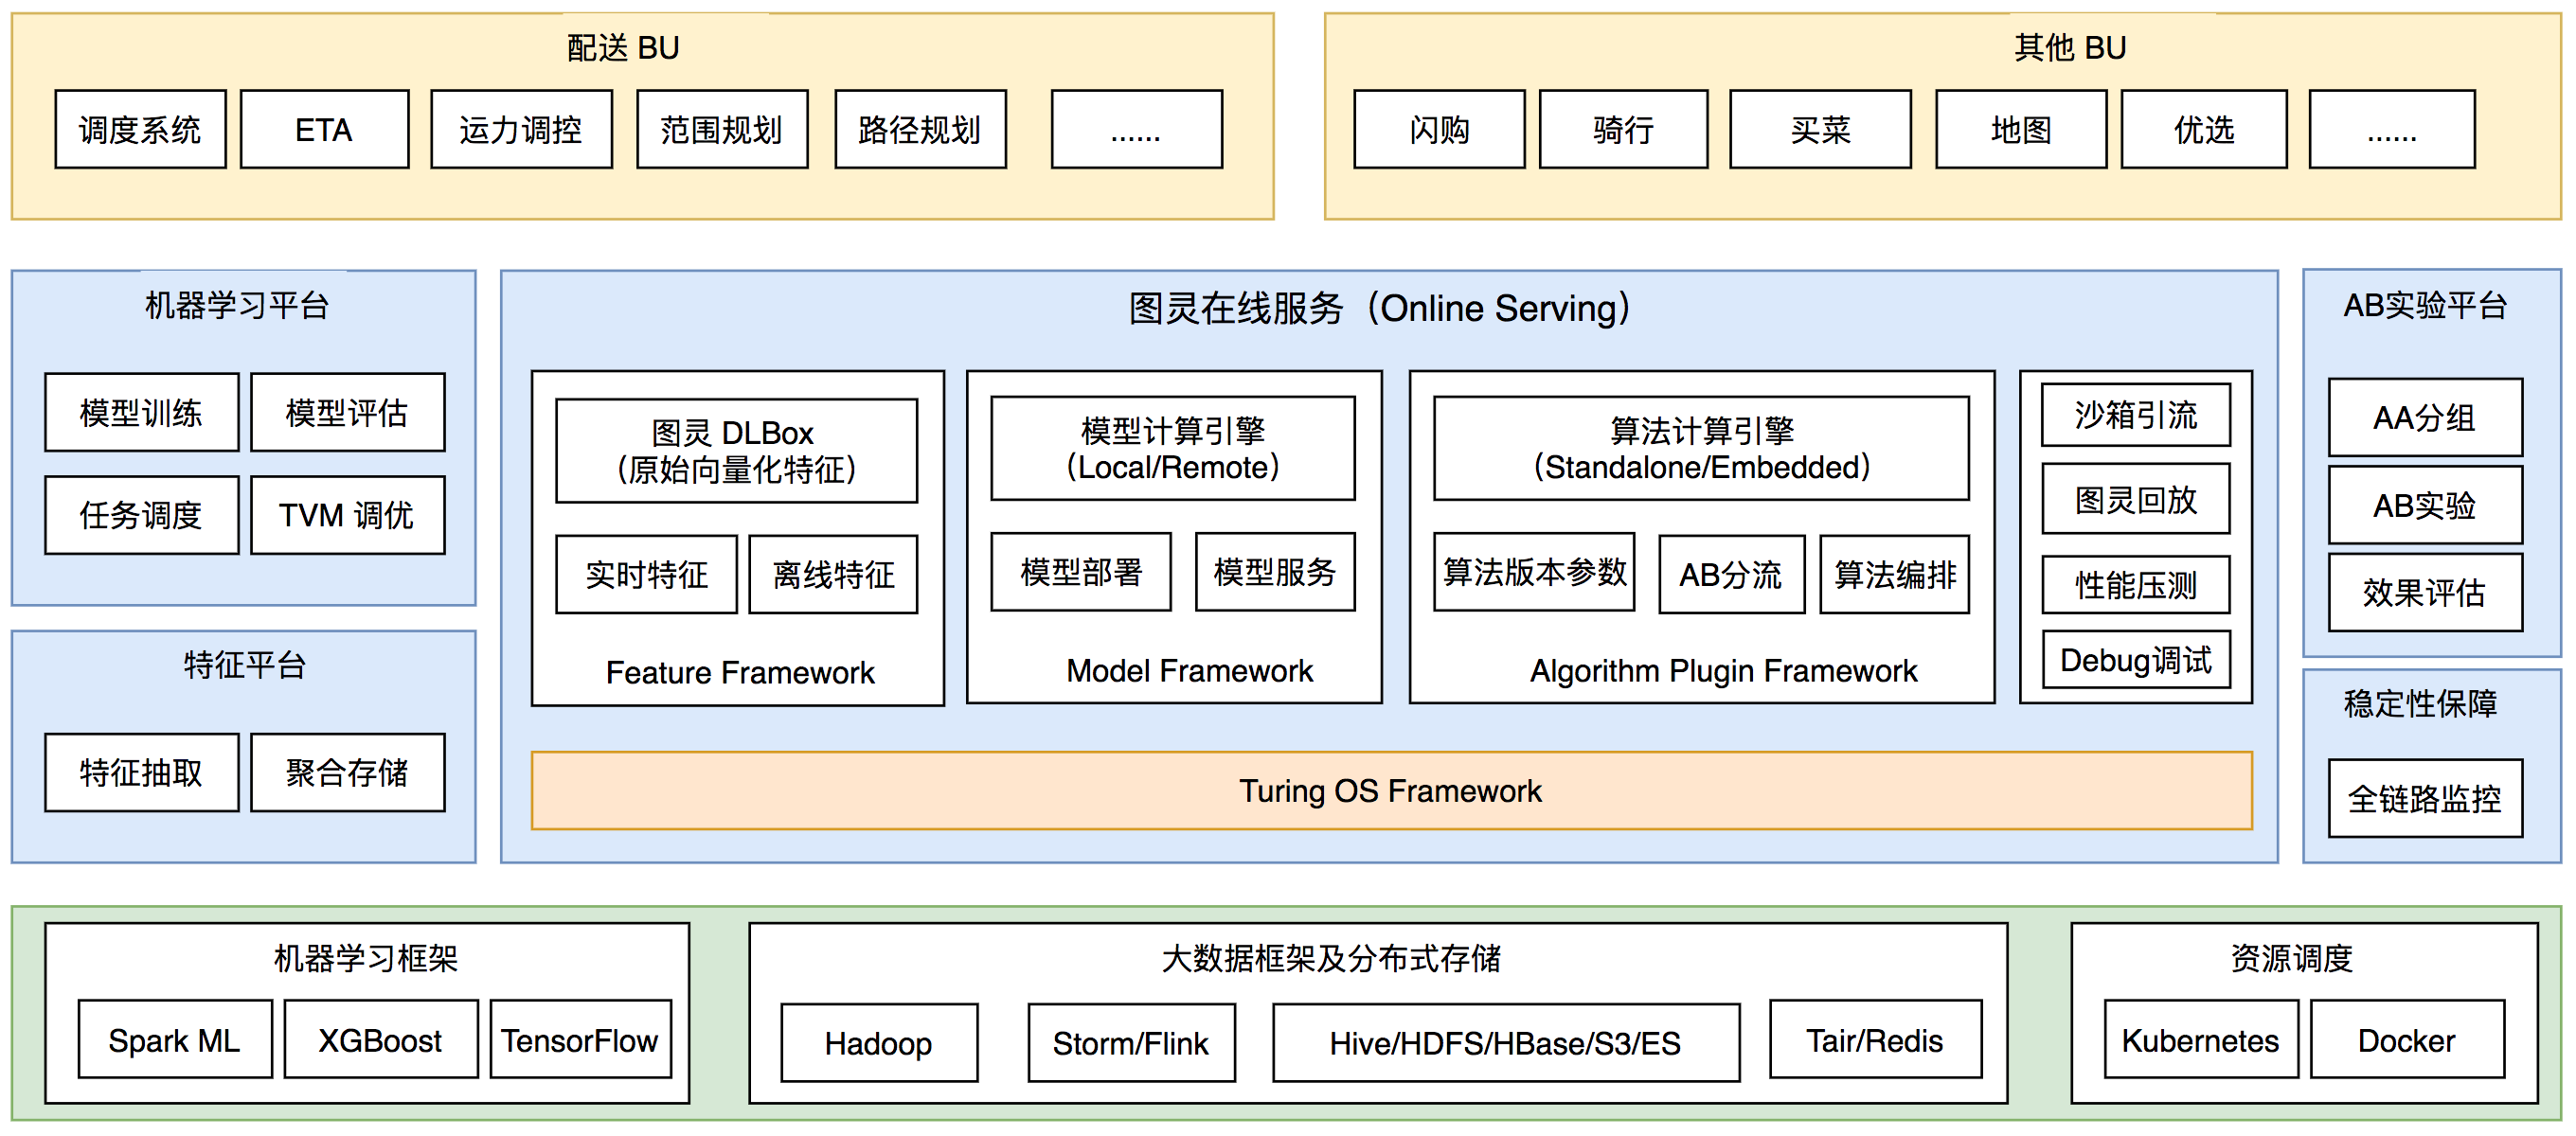 配送 BU
调度系统
ETA
运力调控
范围规划
路径规划
......
其他 BU
闪购
骑行
买菜
地图
优选
......
机器学习平台
模型训练
模型评估
任务调度
TVM 调优
特征平台
特征抽取
聚合存储
图灵在线服务（Online Serving）
图灵 DLBox
（原始向量化特征）
实时特征
离线特征
Feature Framework
模型计算引擎
（Local/Remote）
模型部署
模型服务
Model Framework
算法计算引擎
（Standalone/Embedded）
算法版本参数
AB分流
算法编排
Algorithm Plugin Framework
沙箱引流
图灵回放
性能压测
Debug调试
Turing OS Framework
AB实验平台
AA分组
AB实验
效果评估
稳定性保障
全链路监控
机器学习框架
Spark ML
XGBoost
TensorFlow
大数据框架及分布式存储
Hadoop
Storm/Flink
Hive/HDFS/HBase/S3/ES
Tair/Redis
资源调度
Kubernetes
Docker